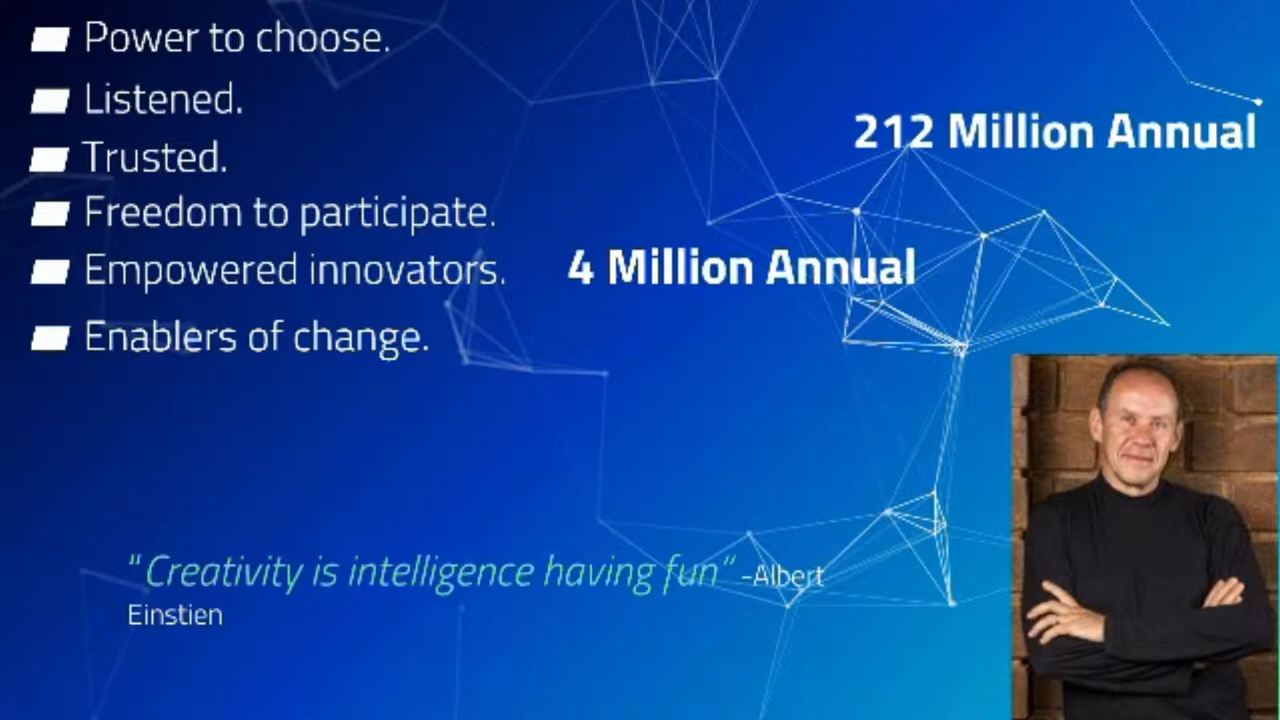 Power to choose.
Listened.
Trusted.
Freedom to participate.
Empowered innovators.
Enablers of change.
212 Million Annual
4 Million Annual
“Creativity is intelligence having fun” -Albert
Einstien